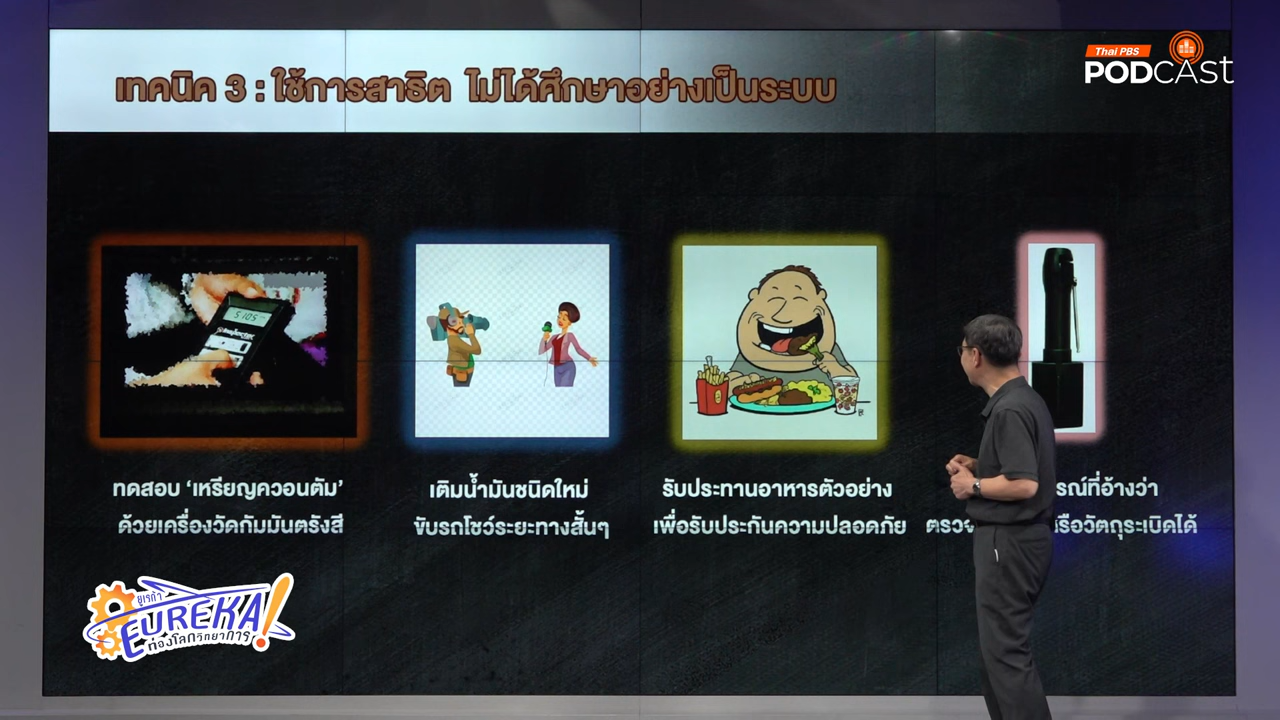 Thai PBS
PODCAST
เทคนิค 3 : ใช้การสาธิต ไม่ได้ศึกษาอย่างเป็นระบบ
5105
ทดสอบ ‘เหรียญควอนตัม’
ด้วยเครื่องวัดกัมมันตรังสี
เติมน้ำมันชนิดใหม่
ขับรถโชว์ระยะทางสั้นๆ
รับประทานอาหารตัวอย่าง
เพื่อรับประกันความปลอดภัย
รณ์ที่อ้างว่า
ตรวจ รือวัตถุระเบิดได้
ยูเรก้า
EUREKA!
ท่องโลกวิทยาการ